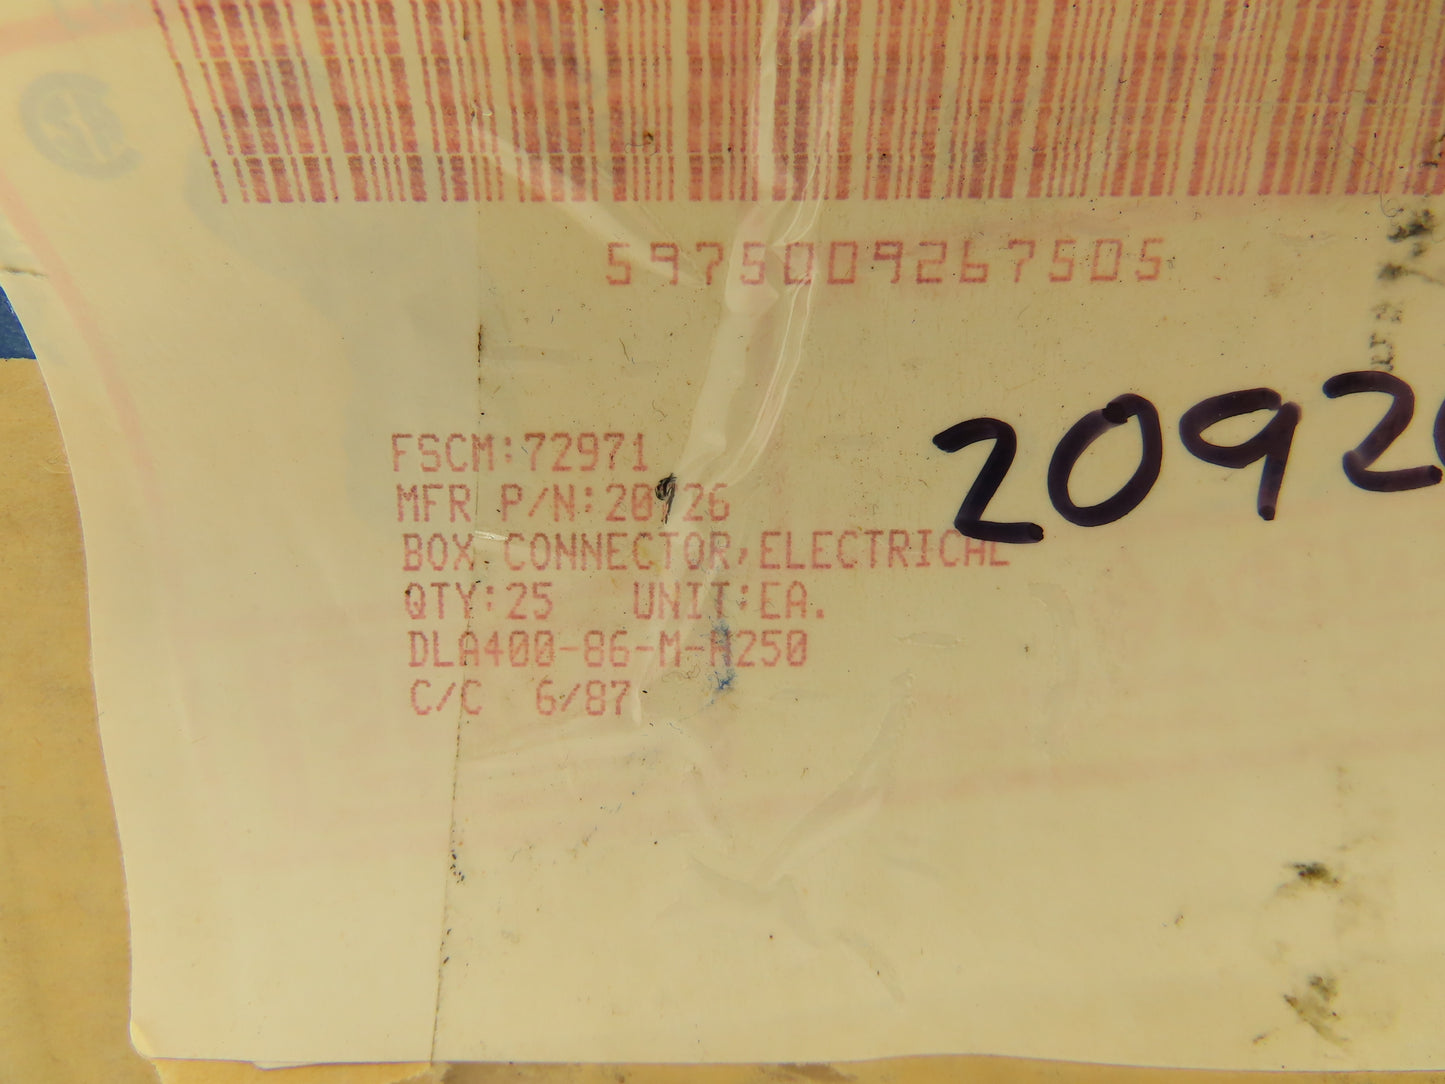 5975009267505
2092
FSCM:72971
MFR P/N:20926
BOX CONNECTOR,ELECTRICAL
QTY:25 UNIT:EA.
DLA400-86-M-A250
C/C 6/87